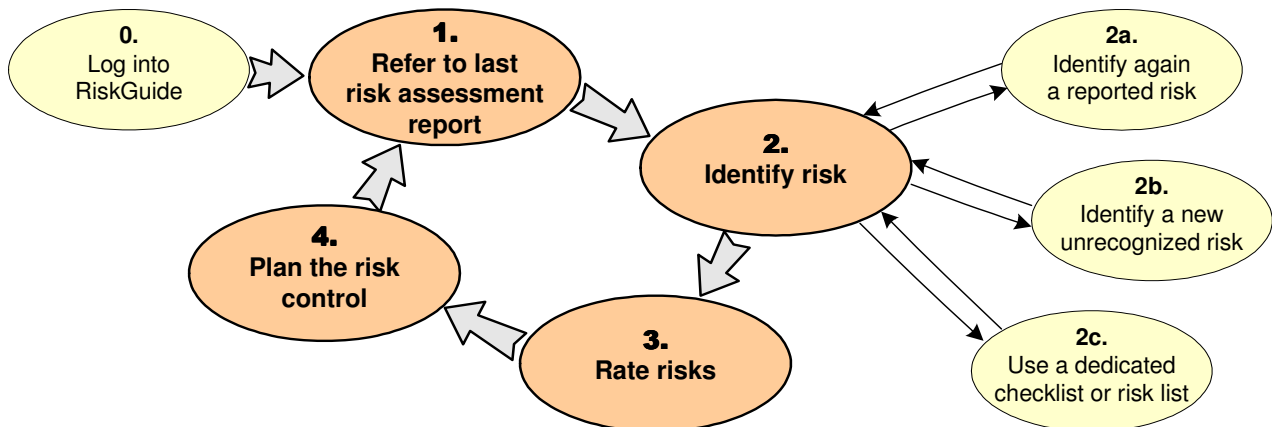 0.
Log into
RiskGuide
1.
Refer to last
risk assessment
report
2.
Identify risk
2a.
Identify again
a reported risk
2b.
Identify a new
unrecognized risk
2c.
Use a dedicated
checklist or risk list
3.
Rate risks
4.
Plan the risk
control